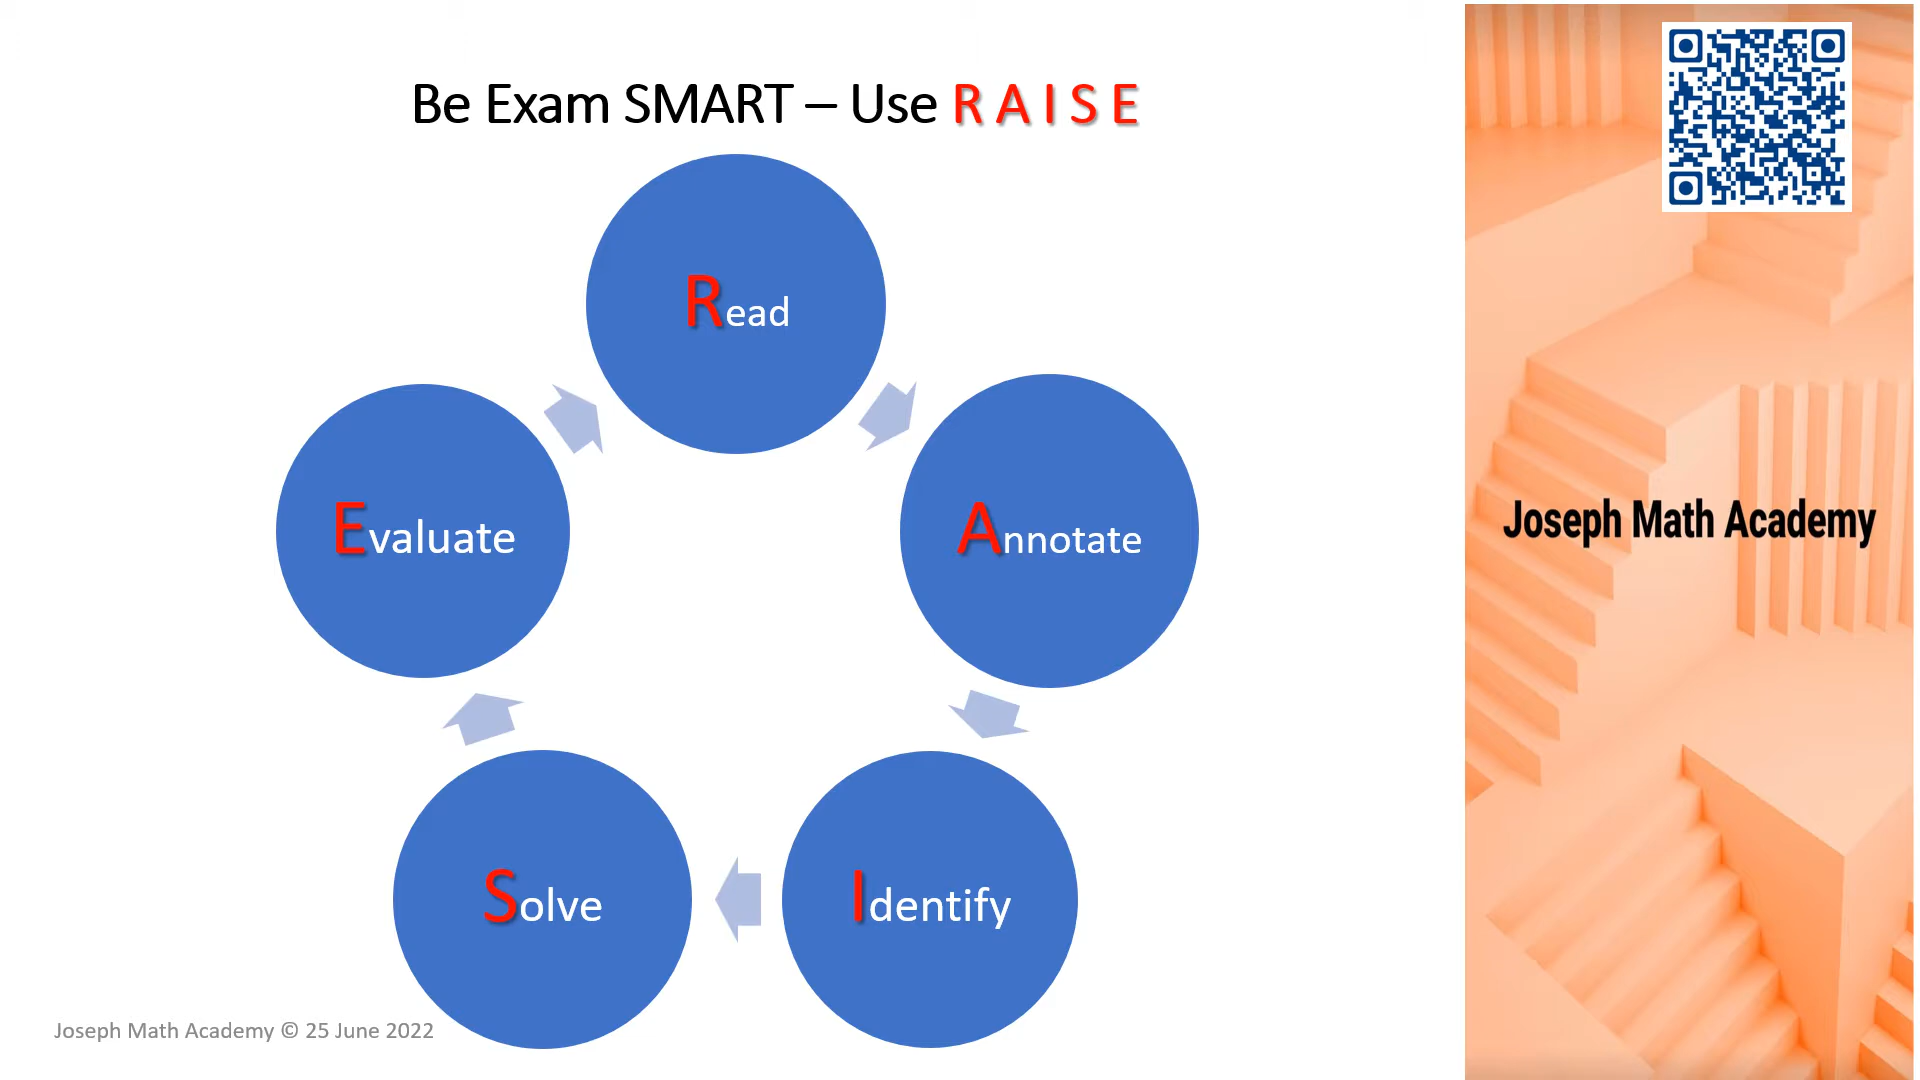 Be Exam SMART – Use R A I S E
Read
Annotate
Identify
Solve
Evaluate
Joseph Math Academy
Joseph Math Academy © 25 June 2022